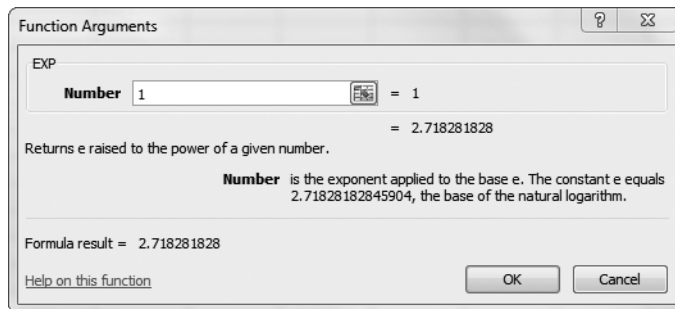 Function Arguments
EXP
Number 1 = 1
= 2.718281828
Returns e raised to the power of a given number.
Number is the exponent applied to the base e. The constant e equals
2.71828182845904, the base of the natural logarithm.
Formula result = 2.718281828
Help on this function OK Cancel